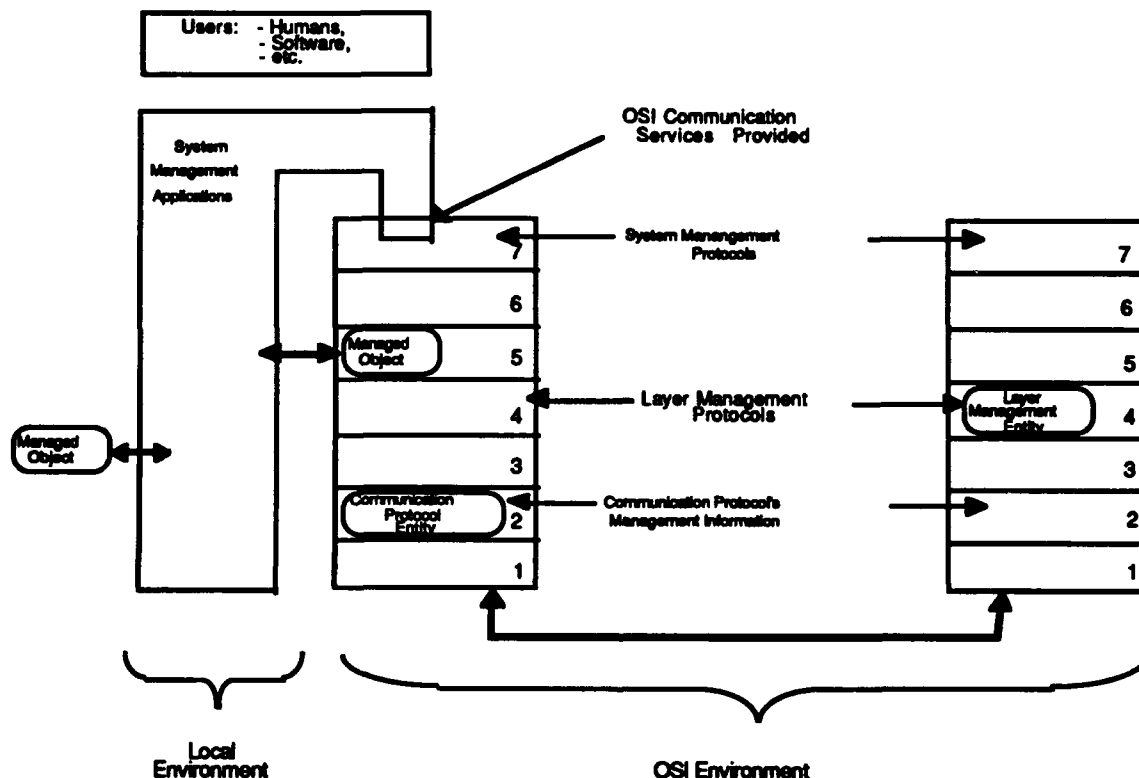 Users: - Humans,
- Software,
- etc.
System
Management
Applications
OSI Communication
Services Provided
7
System Manangement
Protocols
7
6
6
Managed
Object
5
5
4
Layer Management
Protocols
Layer
Management
Entity
4
Managed
Object
3
3
Communication
Protocol
Entity
2
Communication Protocol's
Management Information
2
1
1
Local
Environment
OSI Environment